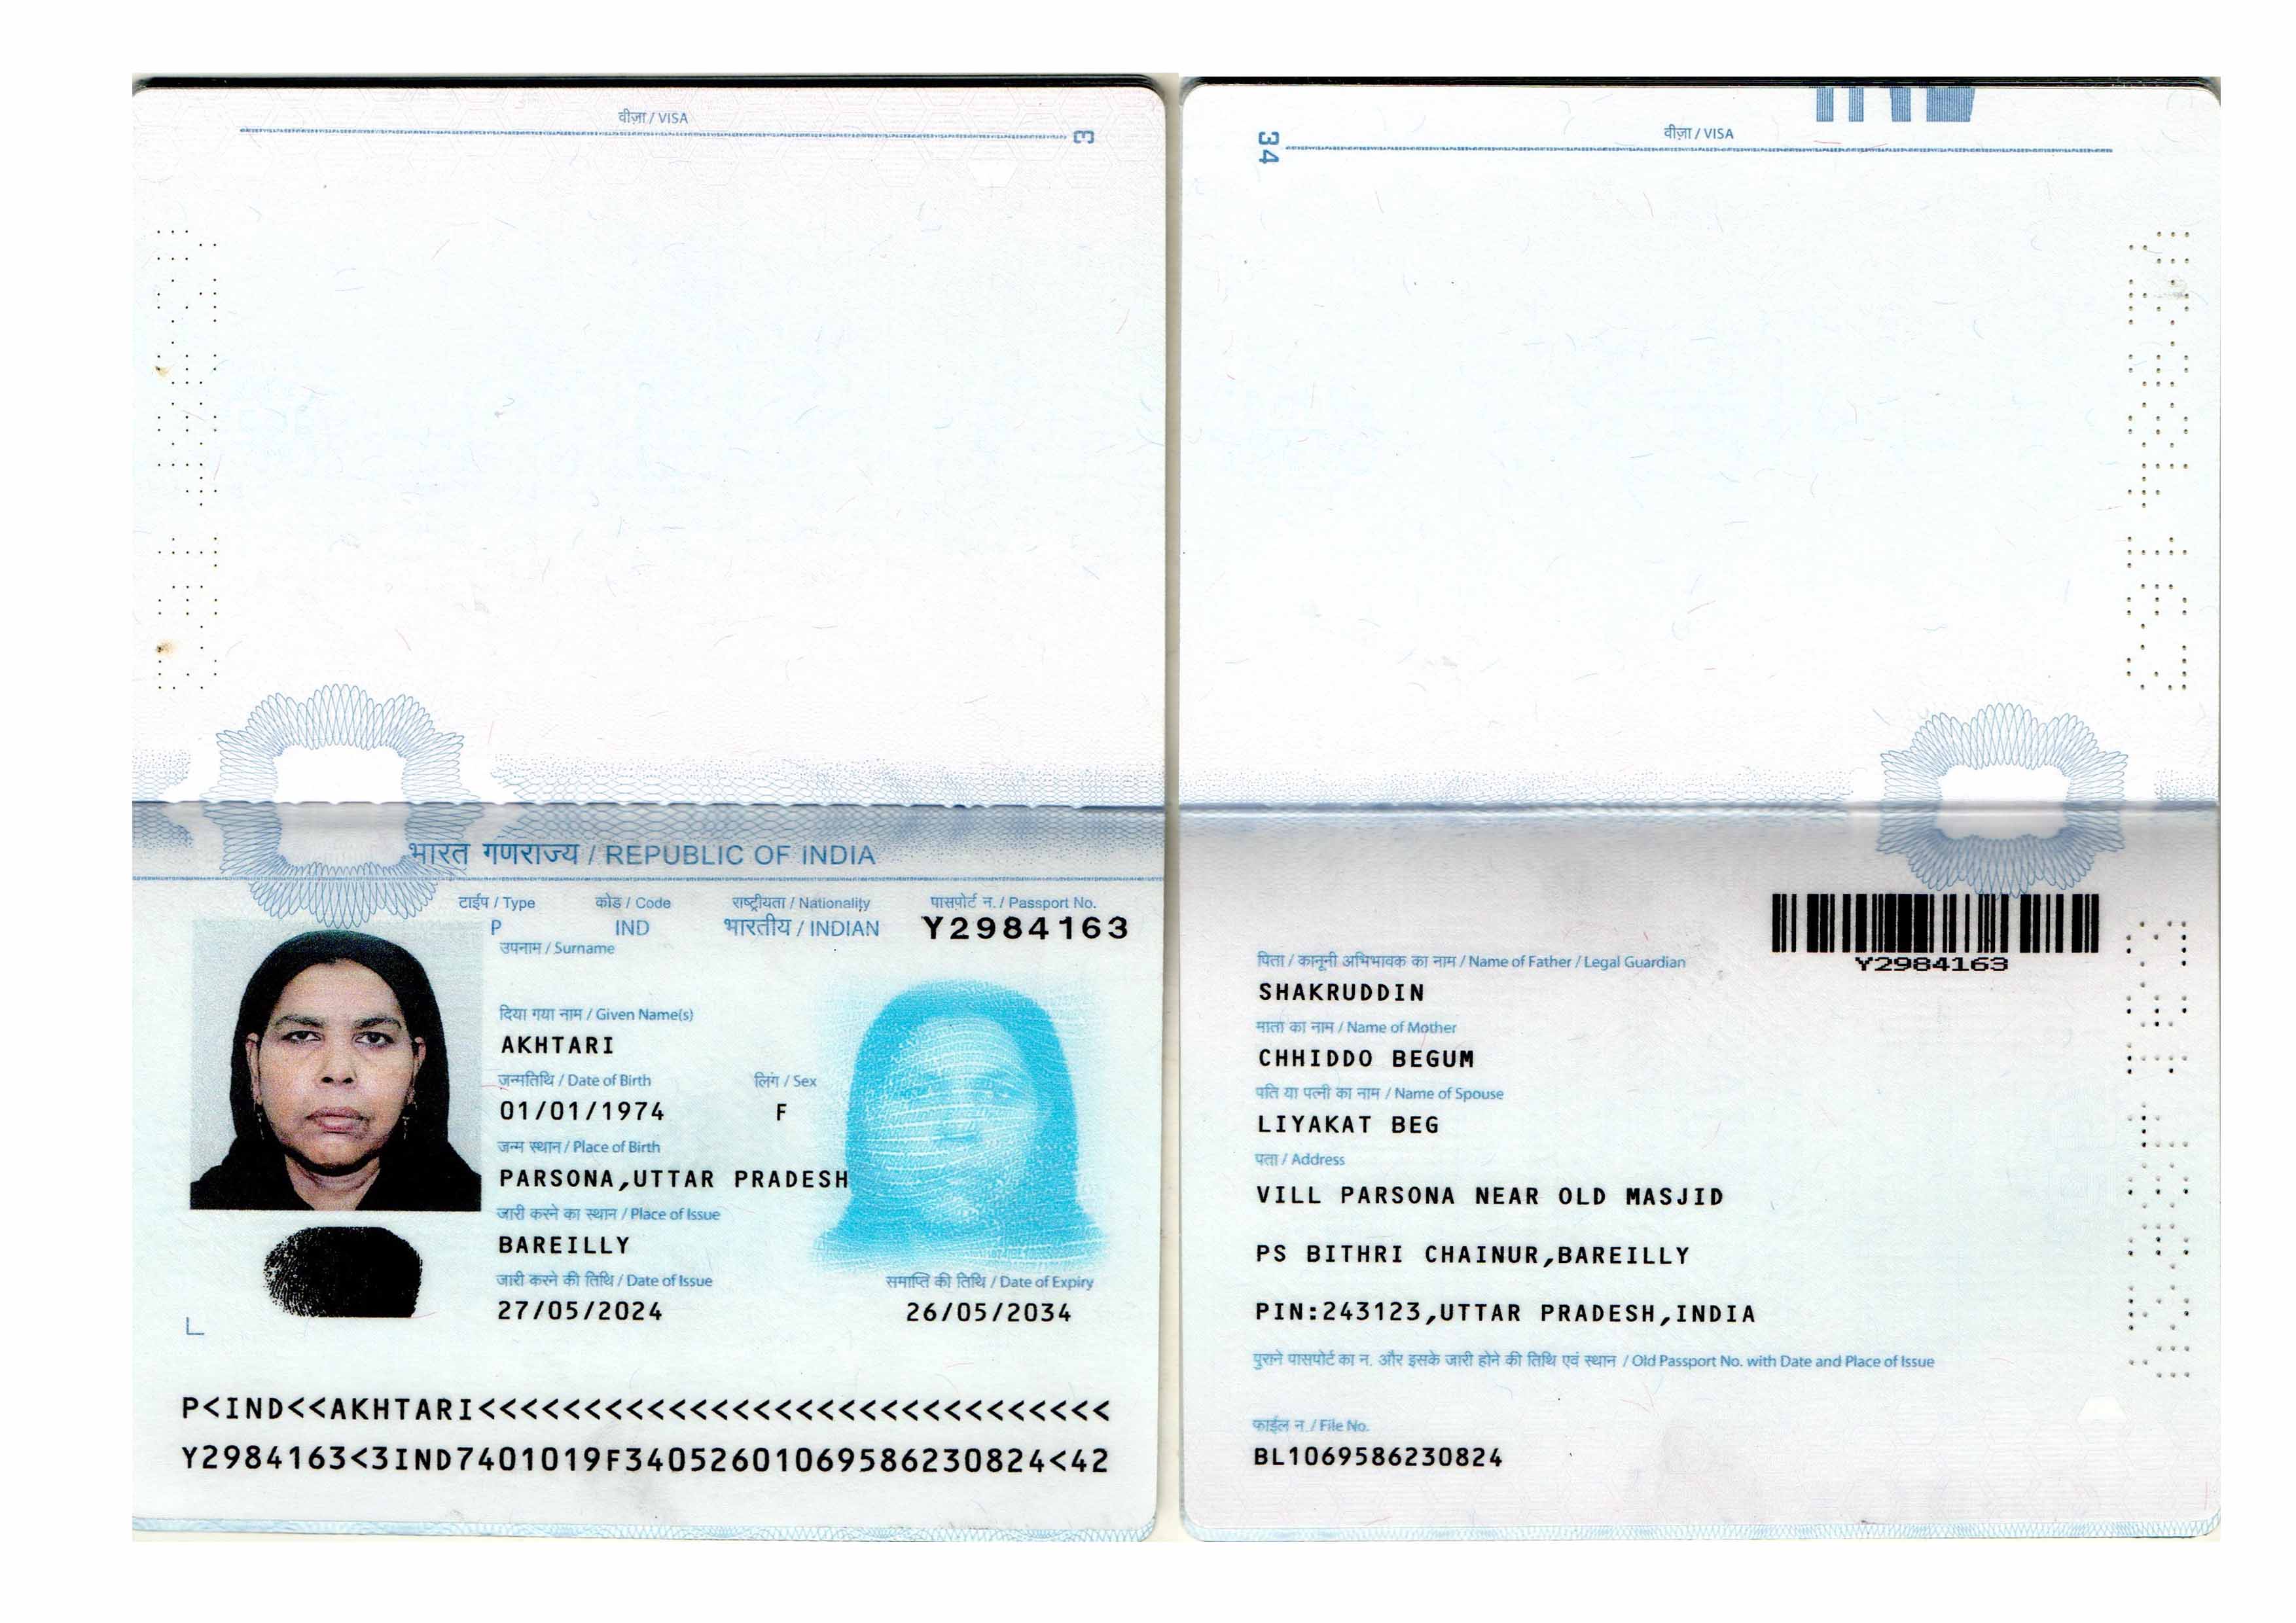 वीज़ा / VISA
3
भारत गणराज्य / REPUBLIC OF INDIA
टाईप / Type
कोड / Code
राष्ट्रीयता / Nationality
पासपोर्ट न. / Passport No.
P
IND
भारतीय / INDIAN
Y2984163
उपनाम / Surname
दिया गया नाम / Given Name(s)
AKHTARI
जन्मतिथि / Date of Birth
लिंग / Sex
01/01/1974
F
जन्म स्थान / Place of Birth
PARSONA,UTTAR PRADESH
जारी करने का स्थान / Place of Issue
BAREILLY
जारी करने की तिथि / Date of Issue
समाप्ति की तिथि / Date of Expiry
27/05/2024
26/05/2034
P<IND<<AKHTARI<<<<<<<<<<<<<<<<<<<<<<<<<<<<<<
Y2984163<3IND7401019F34052601069586230824<42
34
वीज़ा / VISA
Y2984163
पिता / कानूनी अभिभावक का नाम / Name of Father / Legal Guardian
SHAKRUDDIN
माता का नाम / Name of Mother
CHHIDDO BEGUM
पति या पत्नी का नाम / Name of Spouse
LIYAKAT BEG
पता / Address
VILL PARSONA NEAR OLD MASJID
PS BITHRI CHAINUR,BAREILLY
PIN:243123,UTTAR PRADESH,INDIA
पुराने पासपोर्ट का न. और इसके जारी होने की तिथि एवं स्थान / Old Passport No. with Date and Place of Issue
फाईल न. / File No.
BL1069586230824